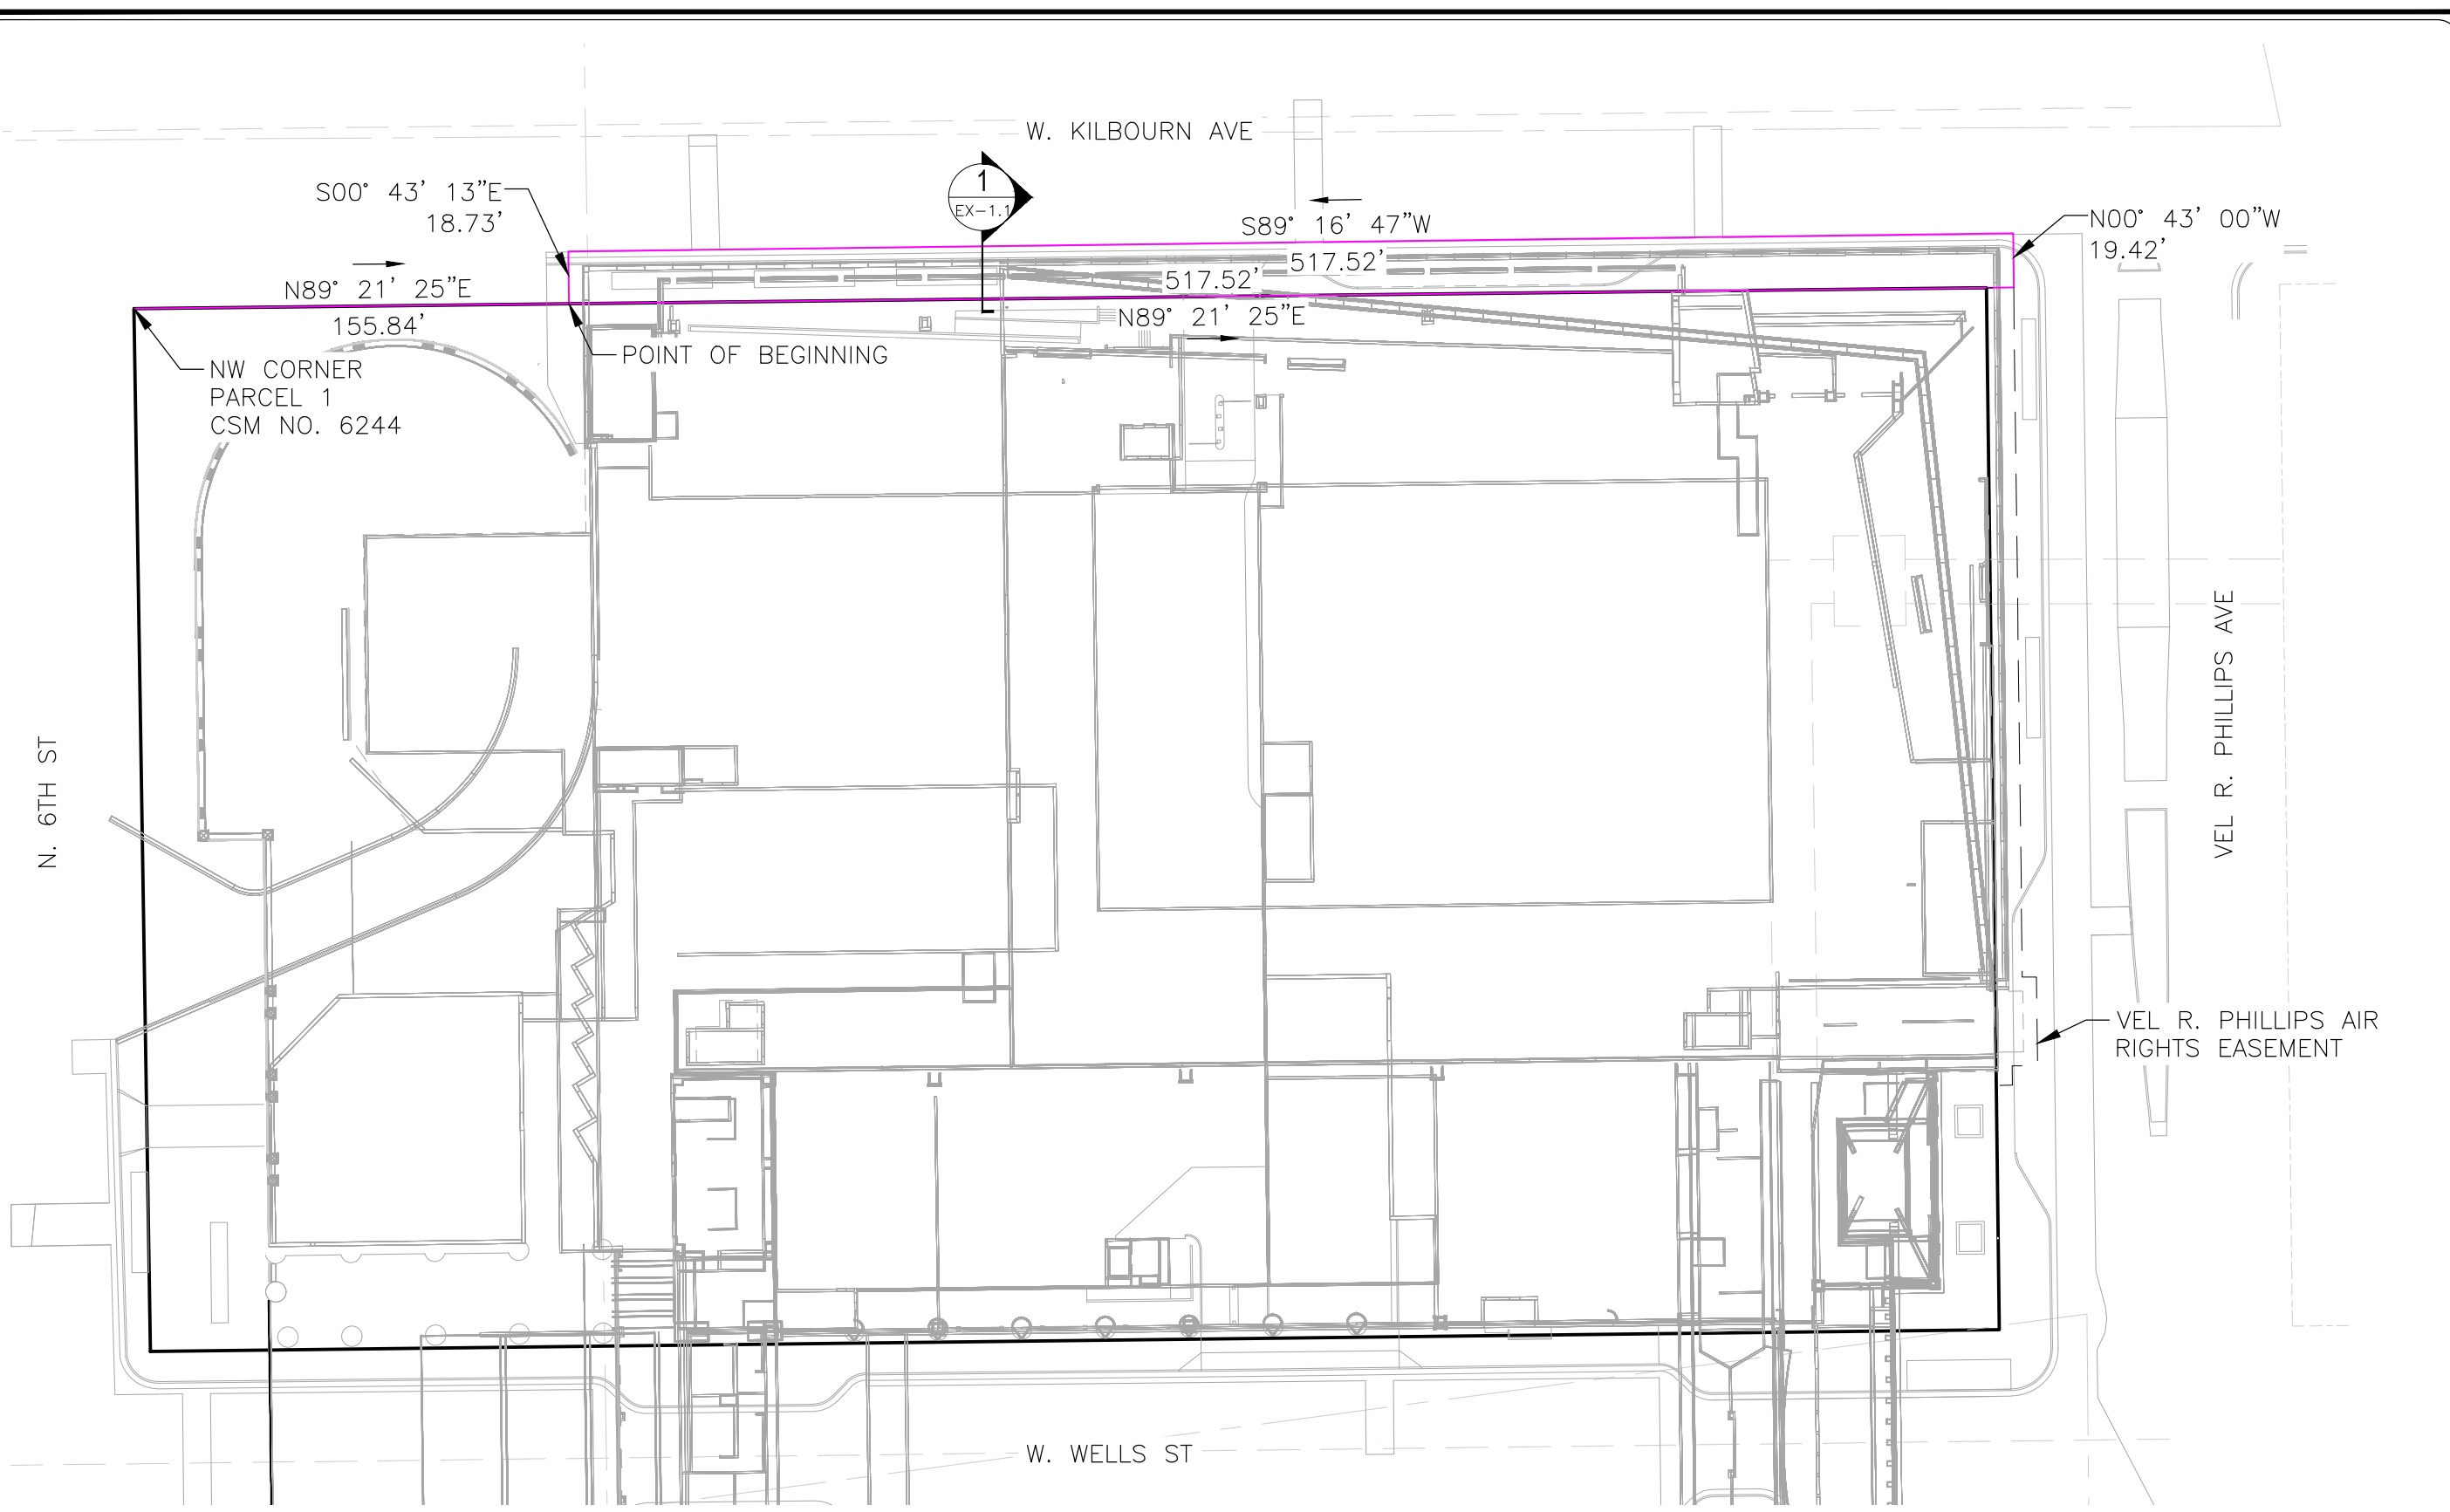 W. KILBOURN AVE
S00° 43' 13"E
18.73'
1
EX-1.1
S89° 16' 47"W
517.52'
N00° 43' 00"W
19.42'
N89° 21' 25"E
155.84'
517.52'
N89° 21' 25"E
POINT OF BEGINNING
NW CORNER
PARCEL 1
CSM NO. 6244
N. 6TH ST
VEL R. PHILLIPS AVE
VEL R. PHILLIPS AIR
RIGHTS EASEMENT
W. WELLS ST